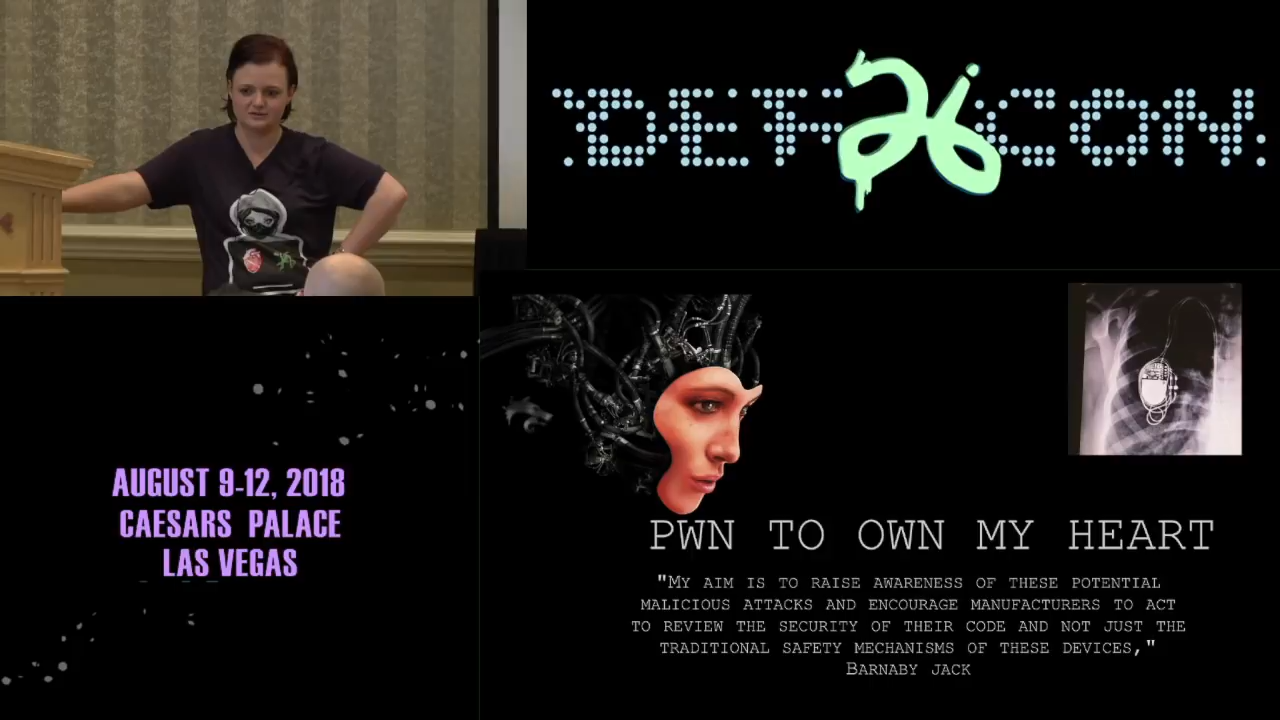 DEF 26 CON
AUGUST 9-12, 2018
CAESARS PALACE
LAS VEGAS
PWN TO OWN MY HEART
"MY AIM IS TO RAISE AWARENESS OF THESE POTENTIAL
MALICIOUS ATTACKS AND ENCOURAGE MANUFACTURERS TO ACT
TO REVIEW THE SECURITY OF THEIR CODE AND NOT JUST THE
TRADITIONAL SAFETY MECHANISMS OF THESE DEVICES,"
BARNABY JACK